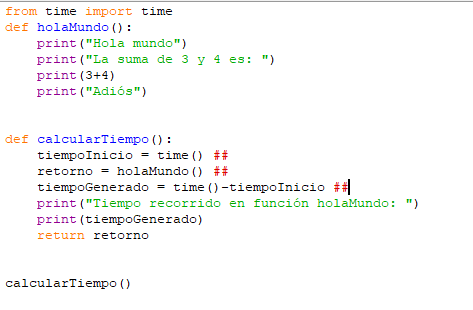 from time import time
def holaMundo():
    print("Hola mundo")
    print("La suma de 3 y 4 es: ")
    print(3+4)
    print("Adiós")
def calcularTiempo():
    tiempoInicio = time() ##
    retorno = holaMundo() ##
    tiempoGenerado = time()-tiempoInicio ##
    print("Tiempo recorrido en función holaMundo: ")
    print(tiempoGenerado)
    return retorno
calcularTiempo()